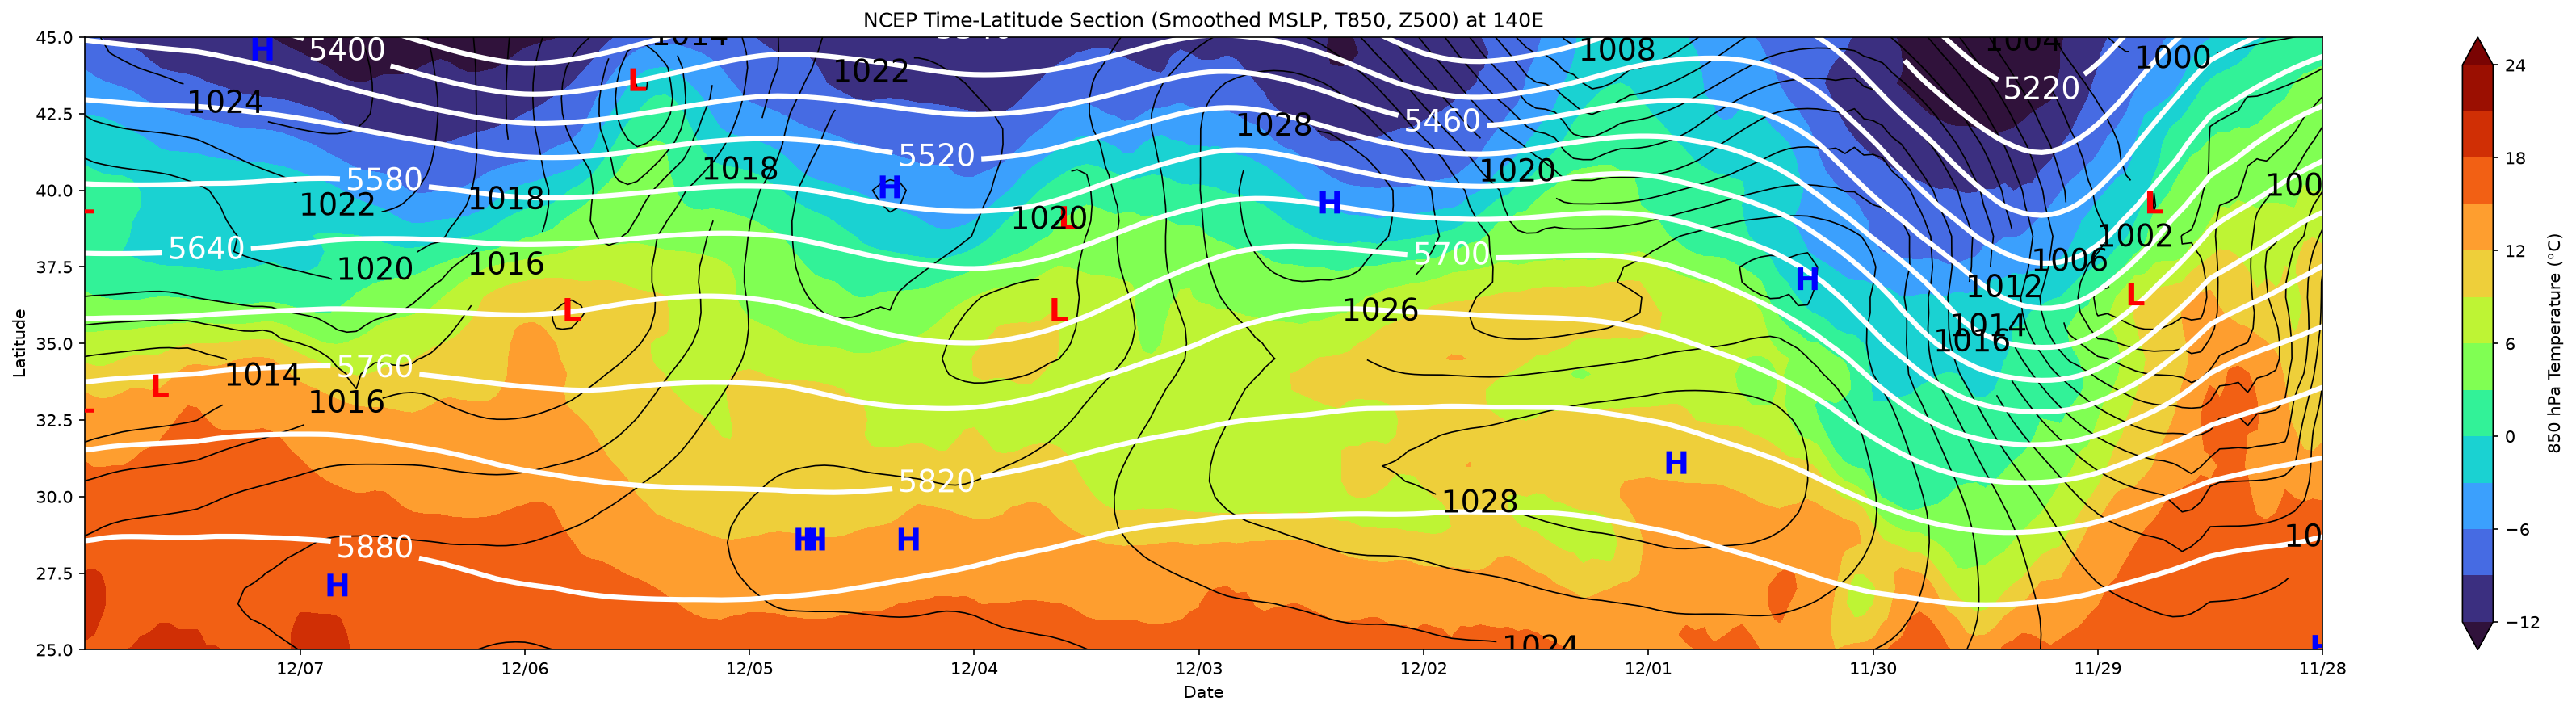 NCEP Time-Latitude Section (Smoothed MSLP, T850, Z500) at 140E
45.0
42.5
40.0
37.5
35.0
32.5
30.0
27.5
25.0
Latitude
H 5400 1014 L 1022 1008 1004 1000 5220
1024 1028 5460
5520 1018 1020
5580 H 100
1022 1018 1020 L H L
5640 1002
1020 1016 5700 1006
H 1012 L
L L 1026 1014
1016
5760
1014 L
1016
H
5820 1028
5880 H H H 10
H
1024 H
12/07 12/06 12/05 12/04 12/03 12/02 12/01 11/30 11/29 11/28
Date
24
18
12
6
0
−6
−12
850 hPa Temperature (°C)